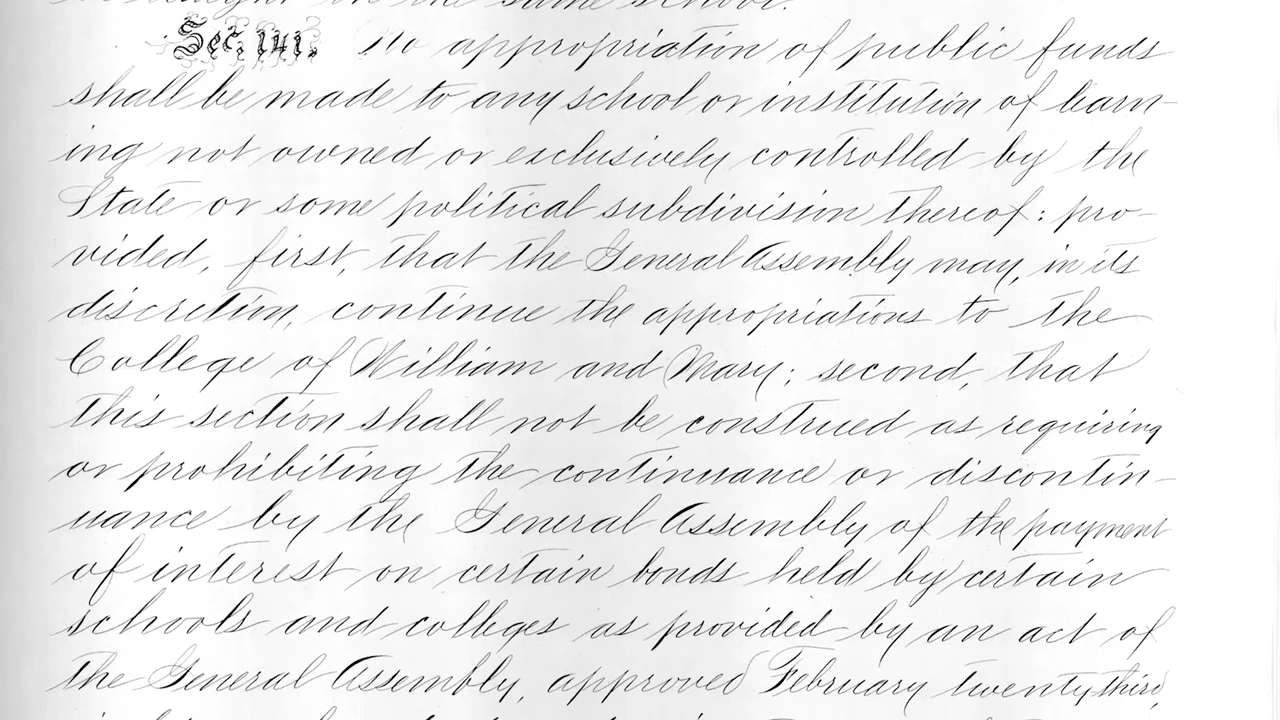 taught in the same school.
Sec. 141. No appropriation of public funds
shall be made to any school or institution of learn-
ing not owned or exclusively controlled by the
State or some political subdivision thereof: pro-
vided, first, that the General Assembly may, in its
discretion, continue the appropriations to the
College of William and Mary; second, that
this section shall not be construed as requiring
or prohibiting the continuance or discontin-
uance by the General Assembly of the payment
of interest on certain bonds held by certain
schools and colleges as provided by an act of
the General Assembly, approved February twenty third,